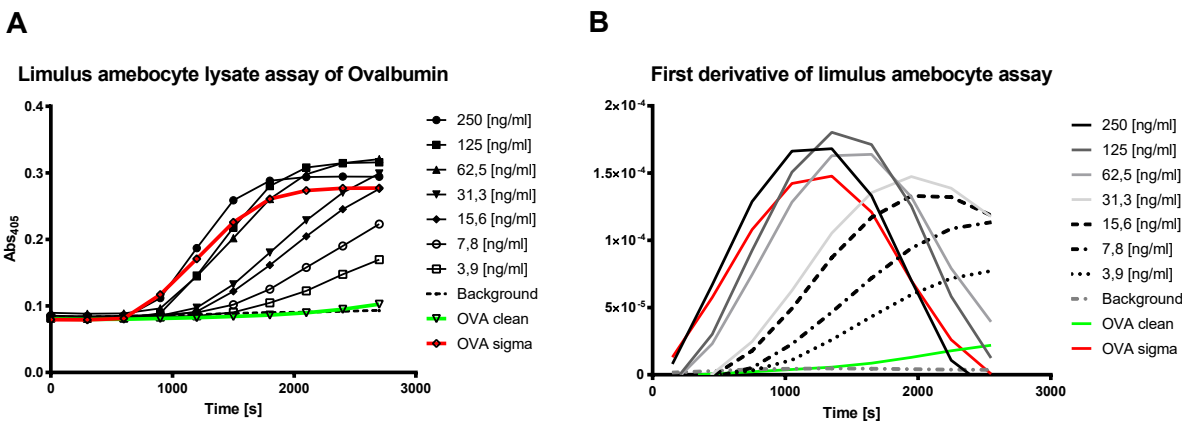 A
Limulus amebocyte lysate assay of Ovalbumin
0.4
0.3
0.2
0.1
0.0
Abs405
0
1000
2000
3000
Time [s]
250 [ng/ml]
125 [ng/ml]
62,5 [ng/ml]
31,3 [ng/ml]
15,6 [ng/ml]
7,8 [ng/ml]
3,9 [ng/ml]
Background
OVA clean
OVA sigma
B
First derivative of limulus amebocyte assay
2×10-4
1.5×10-4
1×10-4
5×10-5
0
0
1000
2000
3000
Time [s]
250 [ng/ml]
125 [ng/ml]
62,5 [ng/ml]
31,3 [ng/ml]
15,6 [ng/ml]
7,8 [ng/ml]
3,9 [ng/ml]
Background
OVA clean
OVA sigma